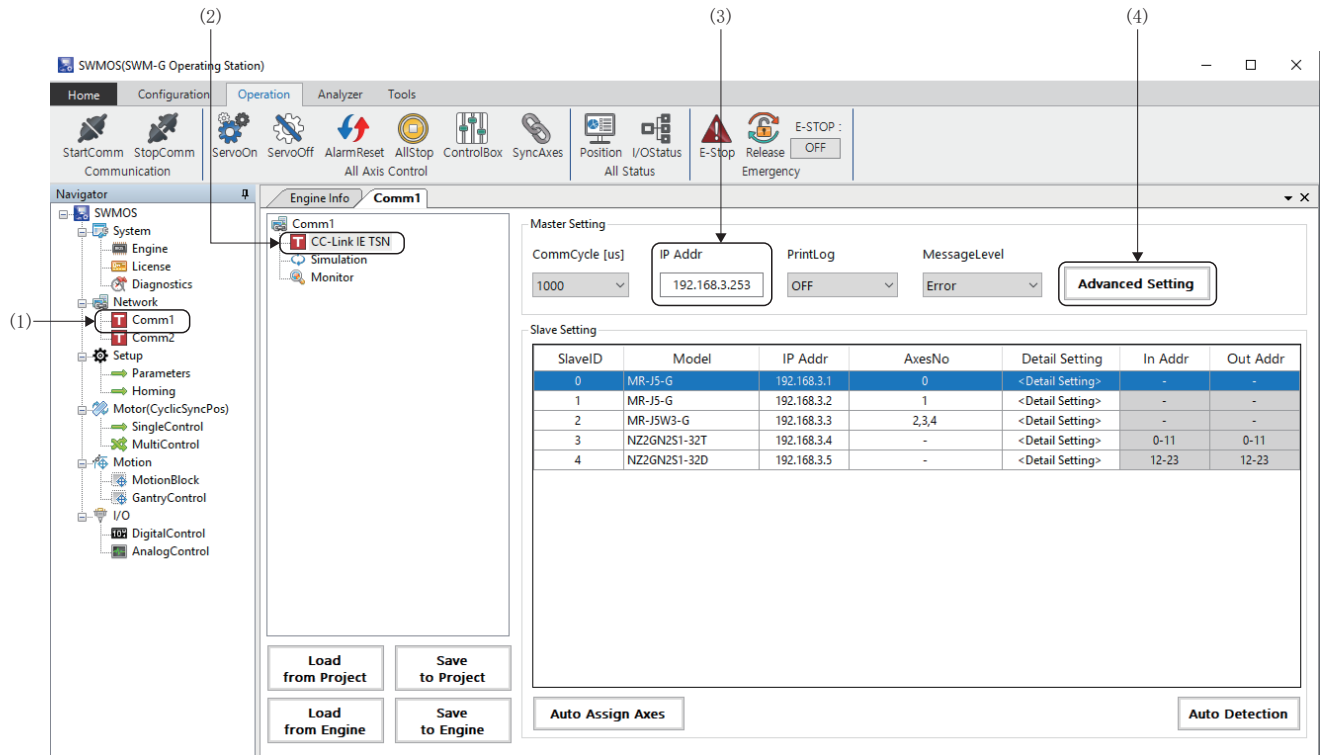 (2) (3) (4)
SWMOS(SWM-G Operating Station)
Home Configuration Operation Analyzer Tools
StartComm StopComm ServoOn ServoOff AlarmReset AllStop ControlBox SyncAxes Position I/OStatus E-Stop Release E-STOP : OFF
Communication All Axis Control All Status Emergency
Navigator
SWMOS
System
Engine
License
Diagnostics
Network
(1)
Comm1
Comm2
Setup
Parameters
Homing
Motor(CyclicSyncPos)
SingleControl
MultiControl
Motion
MotionBlock
GantryControl
I/O
DigitalControl
AnalogControl
Engine Info Comm1
Comm1
CC-Link IE TSN
Simulation
Monitor
Load from Project
Save to Project
Load from Engine
Save to Engine
Master Setting
CommCycle [us] IP Addr PrintLog MessageLevel
1000 192.168.3.253 OFF Error Advanced Setting
Slave Setting
SlaveID Model IP Addr AxesNo Detail Setting In Addr Out Addr
0 MR-J5-G 192.168.3.1 0 <Detail Setting> - -
1 MR-J5-G 192.168.3.2 1 <Detail Setting> - -
2 MR-J5W3-G 192.168.3.3 2,3,4 <Detail Setting> - -
3 NZ2GN2S1-32T 192.168.3.4 - <Detail Setting> 0-11 0-11
4 NZ2GN2S1-32D 192.168.3.5 - <Detail Setting> 12-23 12-23
Auto Assign Axes Auto Detection